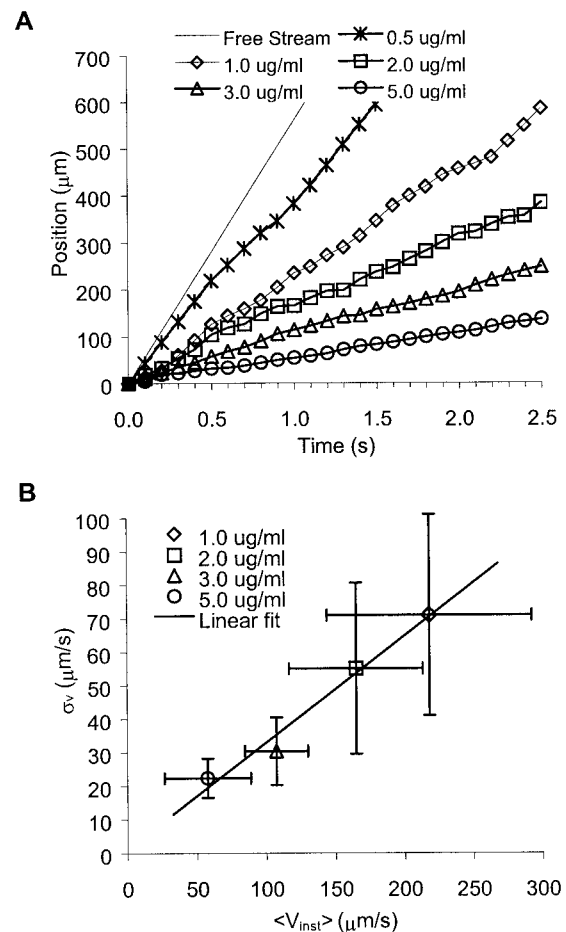 A
Free Stream
0.5 ug/ml
1.0 ug/ml
2.0 ug/ml
3.0 ug/ml
5.0 ug/ml
700
600
500
400
300
200
100
0
Position (μm)
0.0 0.5 1.0 1.5 2.0 2.5
Time (s)
B
1.0 ug/ml
2.0 ug/ml
3.0 ug/ml
5.0 ug/ml
Linear fit
100
90
80
70
60
50
40
30
20
10
0
σv (μm/s)
0 50 100 150 200 250 300
<Vinst> (μm/s)